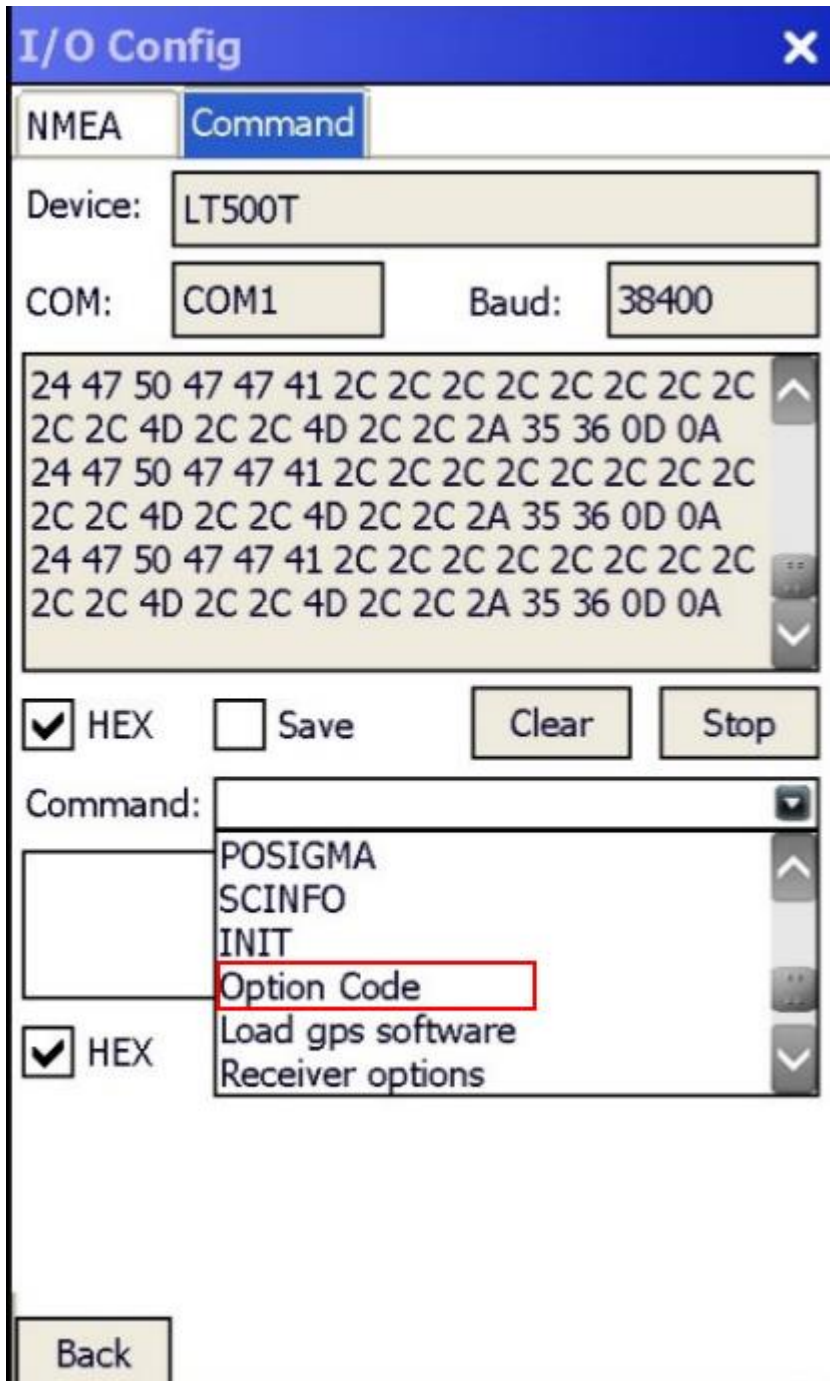 I/O Config
NMEA Command
Device: LT500T
COM: COM1 Baud: 38400
24 47 50 47 47 41 2C 2C 2C 2C 2C 2C 2C 2C
2C 2C 4D 2C 2C 4D 2C 2C 2A 35 36 0D 0A
24 47 50 47 47 41 2C 2C 2C 2C 2C 2C 2C 2C
2C 2C 4D 2C 2C 4D 2C 2C 2A 35 36 0D 0A
24 47 50 47 47 41 2C 2C 2C 2C 2C 2C 2C 2C
2C 2C 4D 2C 2C 4D 2C 2C 2A 35 36 0D 0A
HEX Save Clear Stop
Command:
POSIGMA
SCINFO
INIT
Option Code
Load gps software
HEX
Receiver options
Back